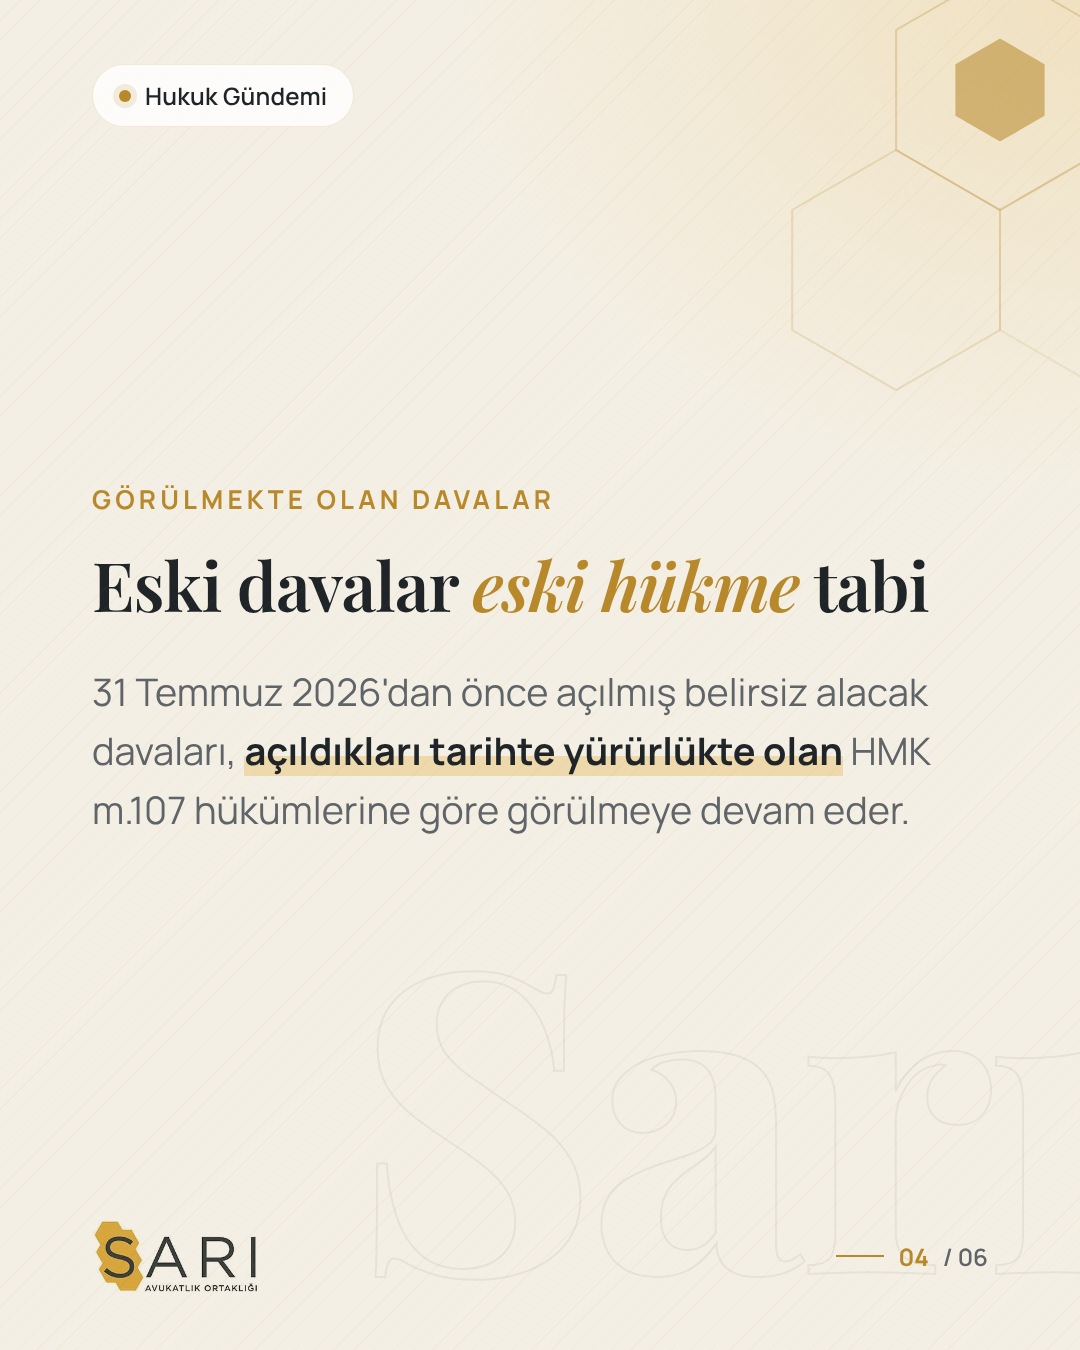 Hukuk Gündemi
GÖRÜLMEKTE OLAN DAVALAR
Eski davalar eski hükme tabi
31 Temmuz 2026'dan önce açılmış belirsiz alacak
davaları, açıldıkları tarihte yürürlükte olan HMK
m.107 hükümlerine göre görülmeye devam eder.
Sarı
SARI
AVUKATLIK ORTAKLIĞI
04 / 06